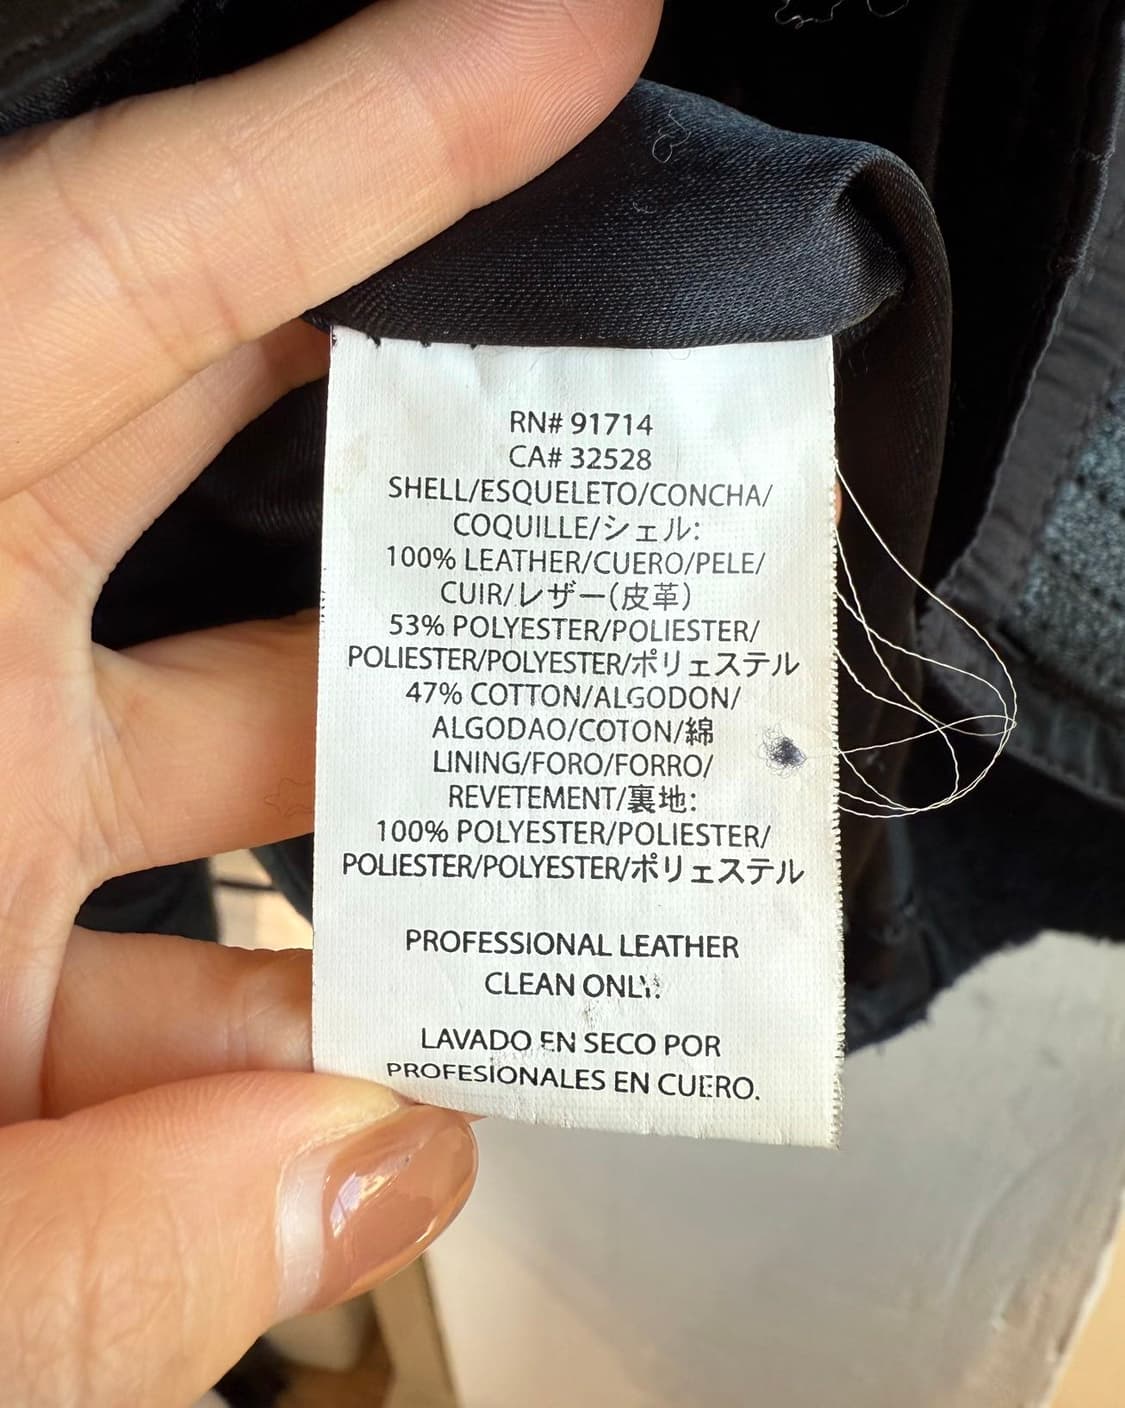 RN# 91714
CA# 32528
SHELL/ESQUELETO/CONCHA/
COQUILLE/シェル:
100% LEATHER/CUERO/PELE/
CUIR/レザー(皮革)
53% POLYESTER/POLIESTER/
POLIESTER/POLYESTER/ポリェステル
47% COTTON/ALGODON/
ALGODAO/COTON/綿
LINING/FORO/FORRO/
REVETEMENT/裏地:
100% POLYESTER/POLIESTER/
POLIESTER/POLYESTER/ポリェステル
PROFESSIONAL LEATHER
CLEAN ONLY.
LAVADO EN SECO POR
PROFESIONALES EN CUERO.